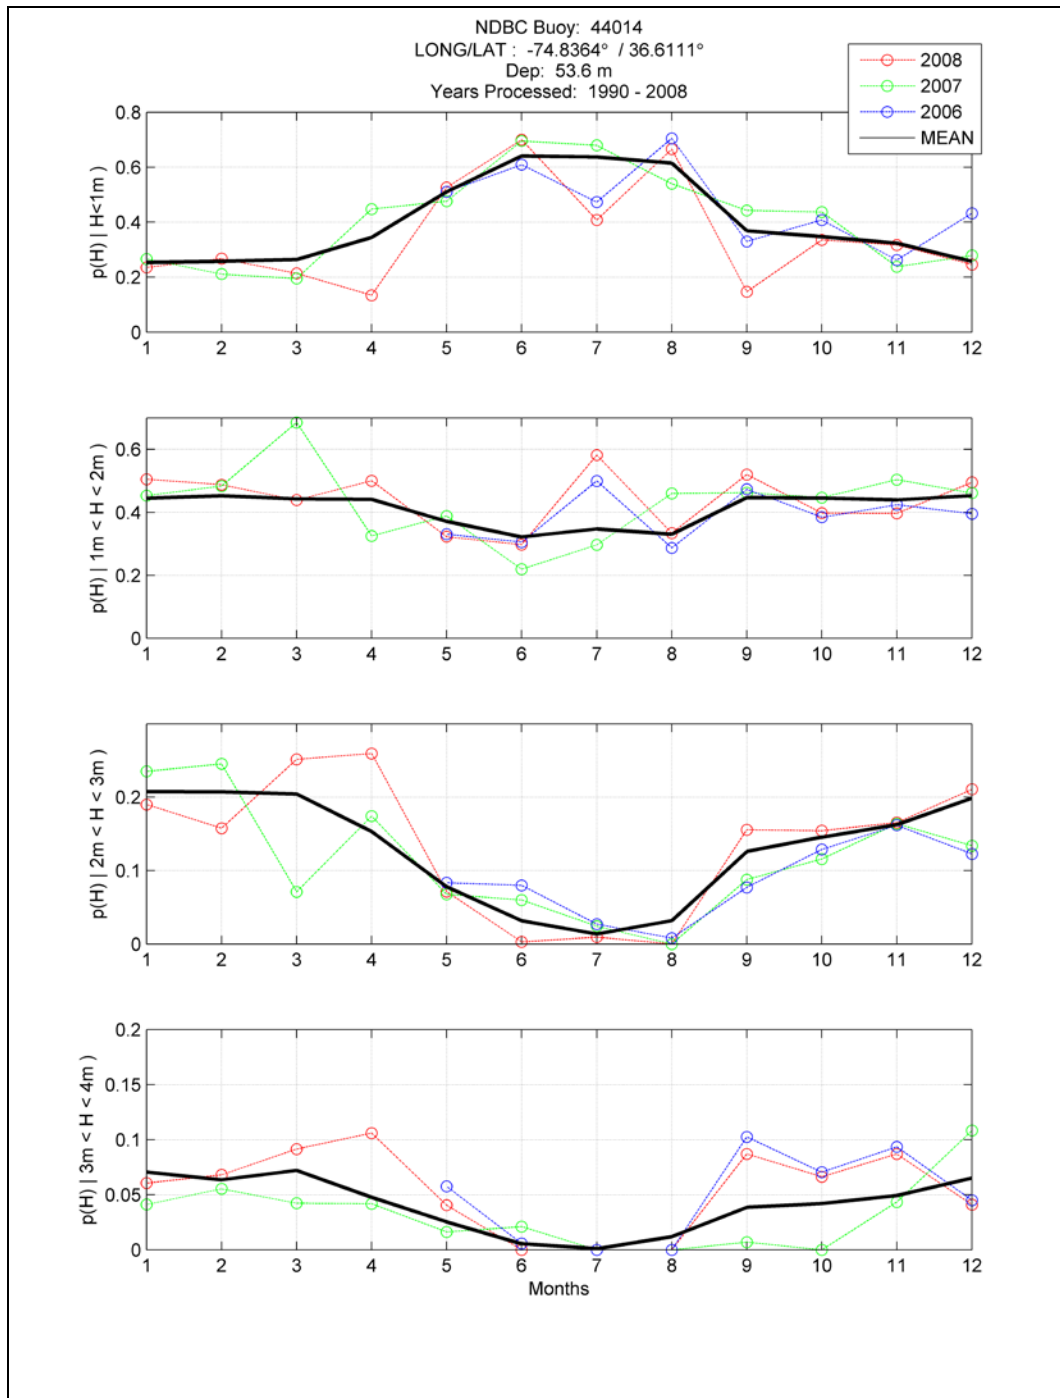 NDBC Buoy: 44014
LONG/LAT : -74.8364° / 36.6111°
Dep: 53.6 m
Years Processed: 1990 - 2008
2008
2007
2006
MEAN
p(H) | H<1m )
0.8
0.6
0.4
0.2
0
1 2 3 4 5 6 7 8 9 10 11 12
p(H) | 1m < H < 2m )
0.6
0.4
0.2
0
1 2 3 4 5 6 7 8 9 10 11 12
p(H) | 2m < H < 3m )
0.2
0.1
0
1 2 3 4 5 6 7 8 9 10 11 12
p(H) | 3m < H < 4m )
0.2
0.15
0.1
0.05
0
1 2 3 4 5 6 7 8 9 10 11 12
Months